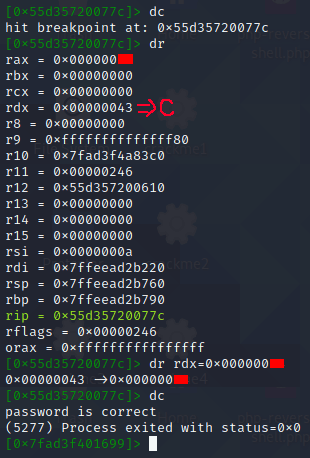 [0×55d35720077c]> dc
hit breakpoint at: 0×55d35720077c
[0×55d35720077c]> dr
rax = 0×000000
rbx = 0×00000000
rcx = 0×00000000
rdx = 0×00000043 ⇒ C
r8 = 0×00000000
r9 = 0×ffffffffffffff80
r10 = 0×7fad3f4a83c0
r11 = 0×00000246
r12 = 0×55d357200610
r13 = 0×00000000
r14 = 0×00000000
r15 = 0×00000000
rsi = 0×0000000a
rdi = 0×7ffeead2b220
rsp = 0×7ffeead2b760
rbp = 0×7ffeead2b790
rip = 0×55d35720077c
rflags = 0×00000246
orax = 0×ffffffffffffffff
[0×55d35720077c]> dr rdx=0×000000
0×00000043 →0×000000
[0×55d35720077c]> dc
password is correct
(5277) Process exited with status=0×0
[0×7fad3f401699]>